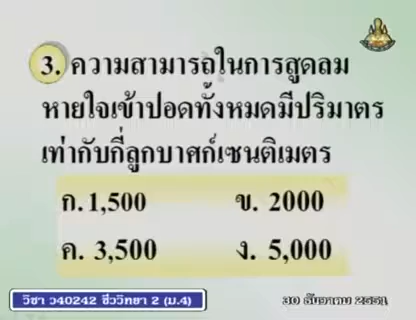 3. ความสามารถในการสูดลม
หายใจเข้าปอดทั้งหมดมีปริมาตร
เท่ากับกี่ลูกบาศก์เซนติเมตร
ก. 1,500 ข. 2000
ค. 3,500 ง. 5,000
วิชา ว40242 ชีววิทยา 2 (ม.4) 30 ธันวาคม 2551